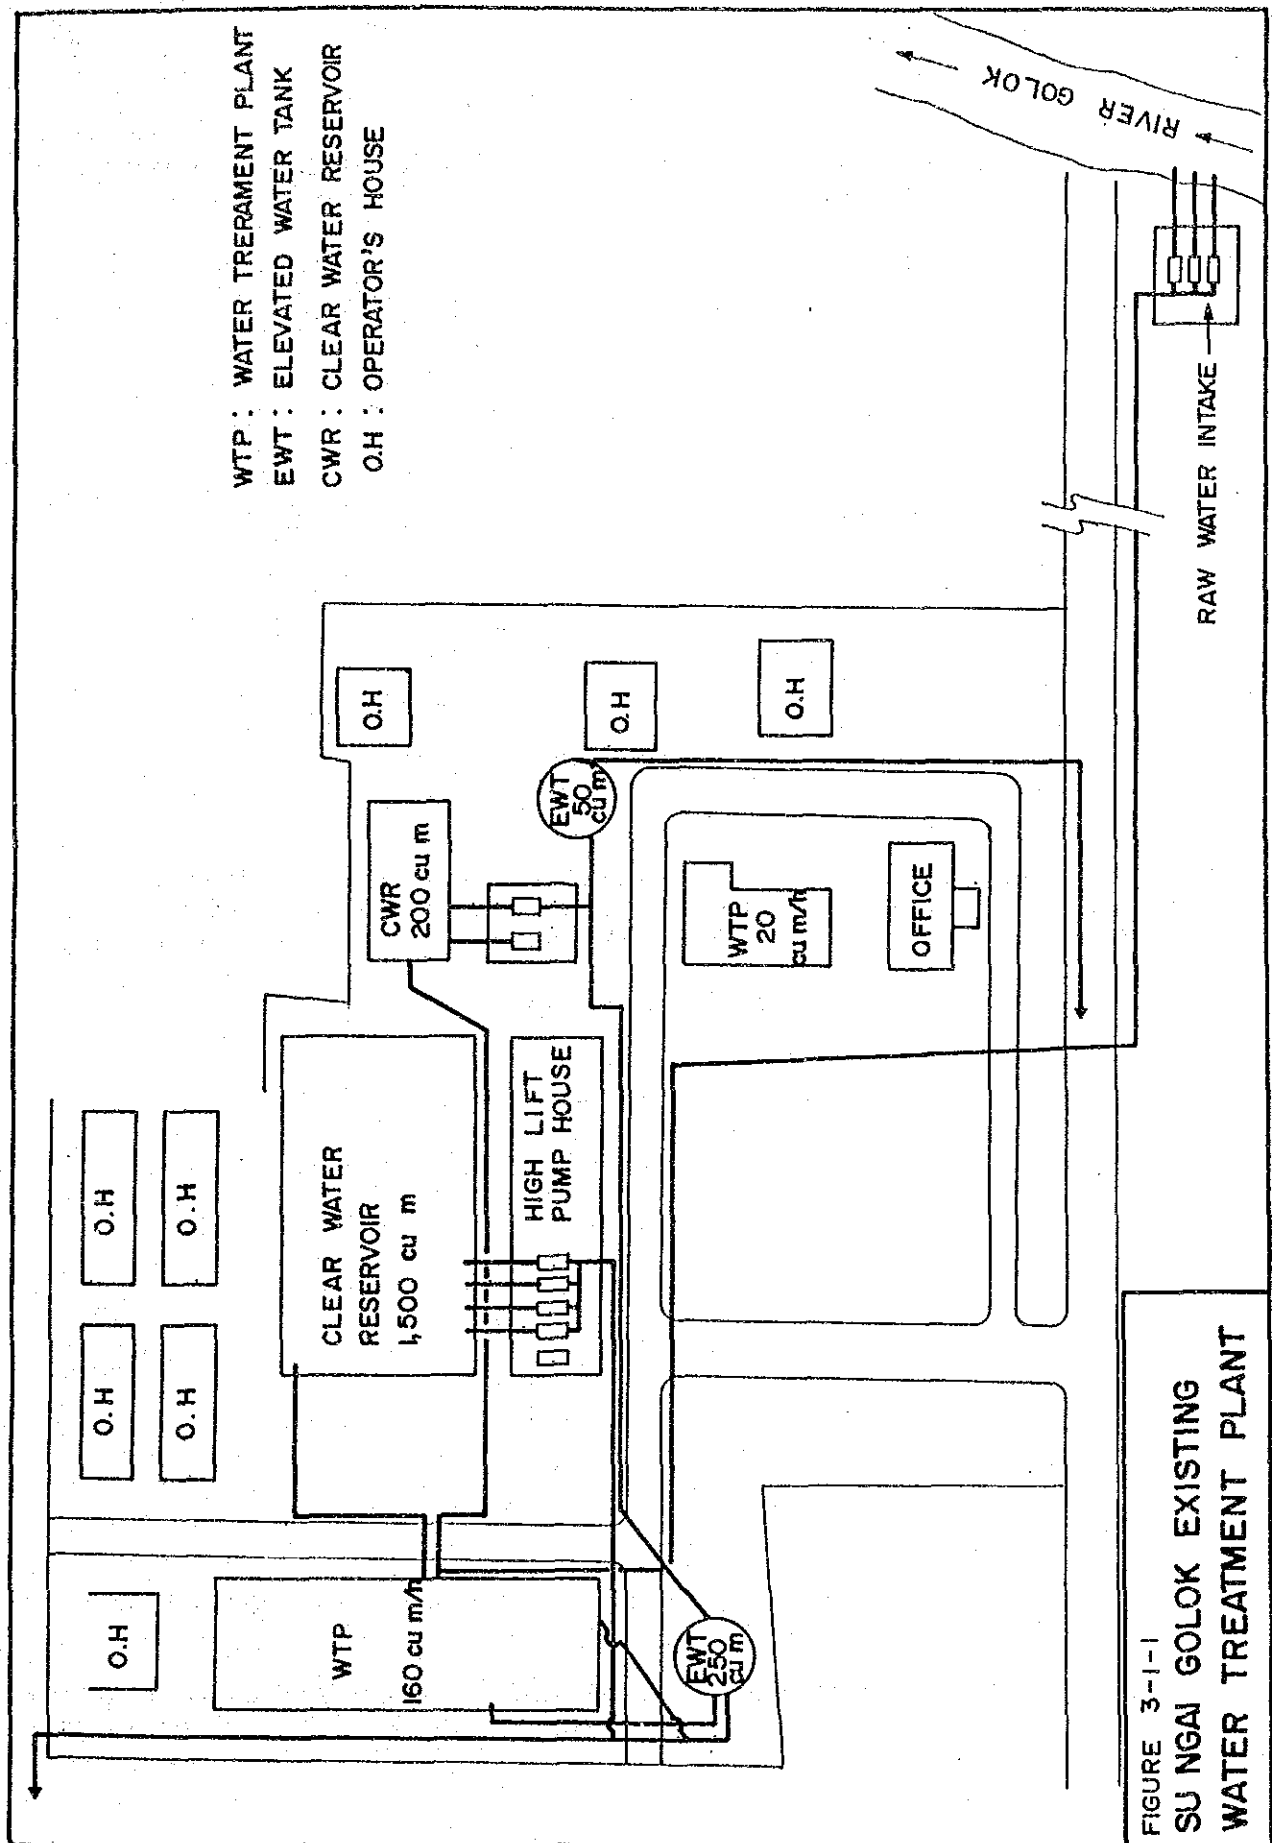 WTP : WATER TRERAMENT PLANT
EWT : ELEVATED WATER TANK
CWR : CLEAR WATER RESERVOIR
O.H : OPERATOR'S HOUSE
RIVER GOLOK
RAW WATER INTAKE
O.H
O.H
O.H
O.H
O.H
WTP
160 cu m/h
CLEAR WATER
RESERVOIR
1,500 cu m
HIGH LIFT
PUMP HOUSE
CWR
200 cu m
O.H
O.H
O.H
EWT
50
cu m
EWT
250
cu m
WTP
20
cu m/h
OFFICE
FIGURE 3-1-1
SU NGAI GOLOK EXISTING
WATER TREATMENT PLANT